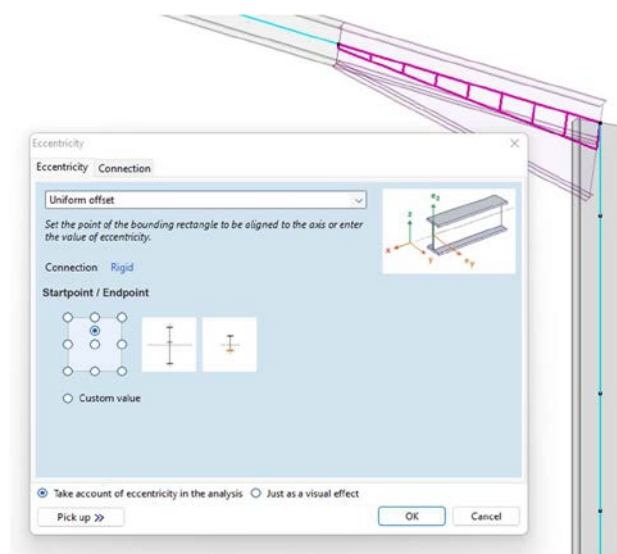 Eccentricity
Eccentricity Connection
Uniform offset
Set the point of the bounding rectangle to be aligned to the axis or enter
the value of eccentricity.
Connection Rigid
Startpoint / Endpoint
Custom value
Take account of eccentricity in the analysis Just as a visual effect
Pick up »
OK Cancel
z
x
y